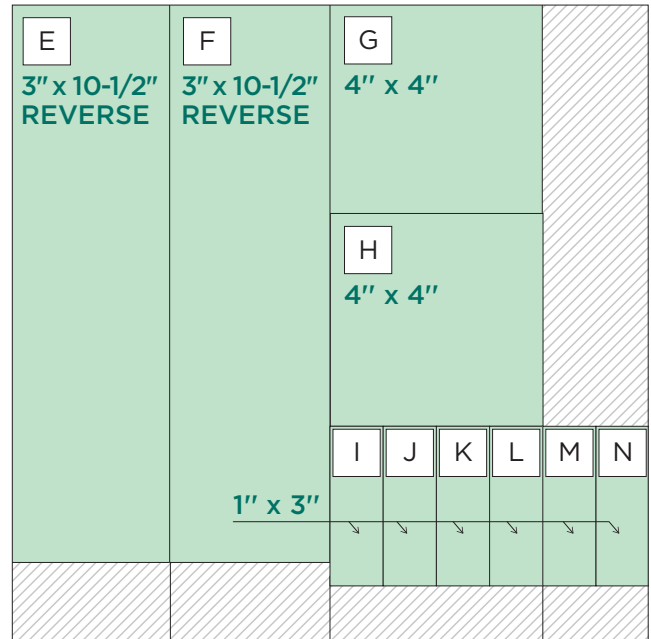 E
3" x 10-1/2"
REVERSE
F
3" x 10-1/2"
REVERSE
G
4'' x 4''
H
4'' x 4''
I J K L M N
1'' x 3''